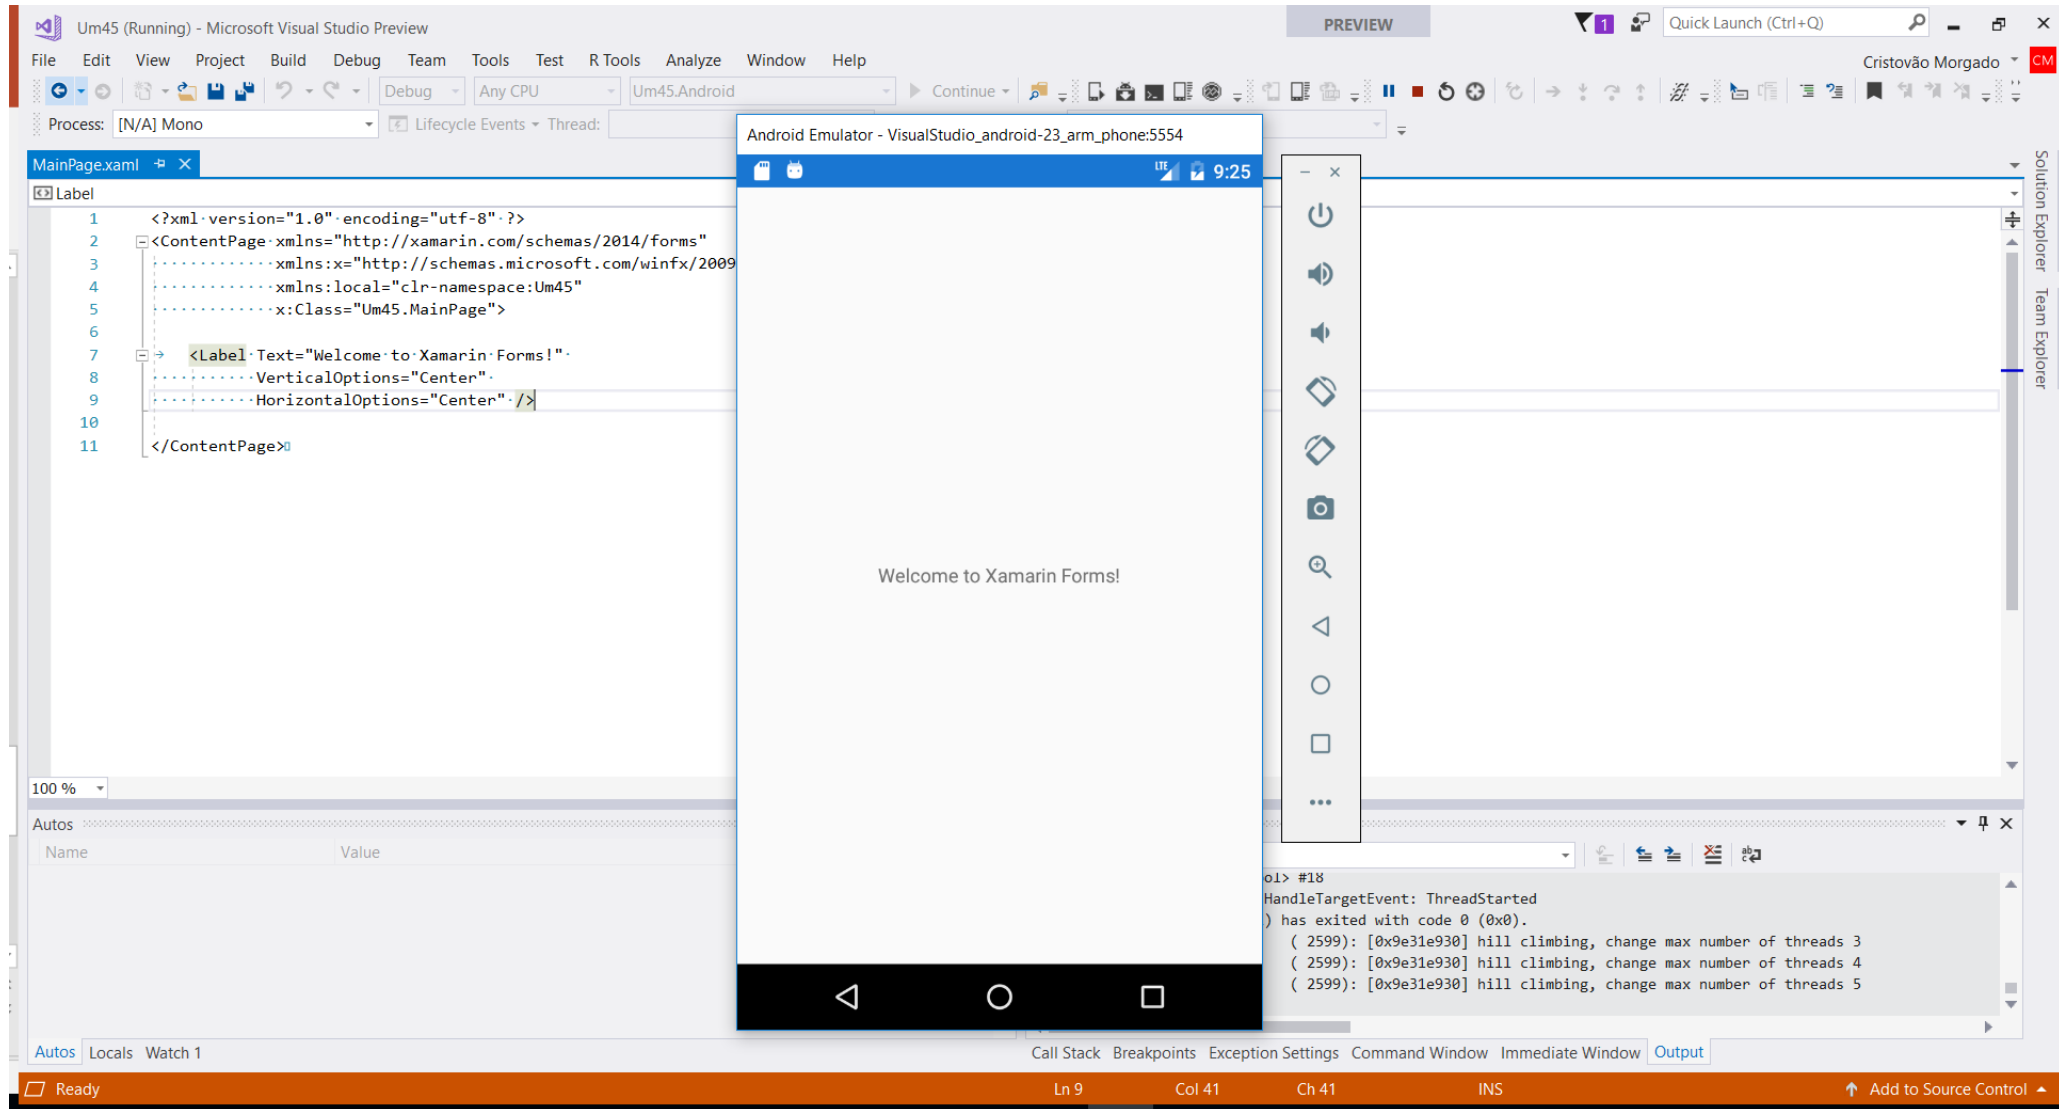 Um45 (Running) - Microsoft Visual Studio Preview
PREVIEW
1
Quick Launch (Ctrl+Q)
File Edit View Project Build Debug Team Tools Test R Tools Analyze Window Help
Cristovão Morgado
CM
Debug
Any CPU
Um45.Android
Continue
Process: [N/A] Mono
Lifecycle Events
Thread:
Android Emulator - VisualStudio_android-23_arm_phone:5554
MainPage.xaml
LTE 9:25
Label
1 <?xml version="1.0" encoding="utf-8" ?>
2 <ContentPage xmlns="http://xamarin.com/schemas/2014/forms"
3 xmlns:x="http://schemas.microsoft.com/winfx/2009
4 xmlns:local="clr-namespace:Um45"
5 x:Class="Um45.MainPage">
6
7 <Label Text="Welcome to Xamarin Forms!"
8 VerticalOptions="Center"
9 HorizontalOptions="Center" />
10
11 </ContentPage>
Solution Explorer
Team Explorer
Welcome to Xamarin Forms!
100 %
Autos
Name Value
ol> #18
HandleTargetEvent: ThreadStarted
) has exited with code 0 (0x0).
( 2599): [0x9e31e930] hill climbing, change max number of threads 3
( 2599): [0x9e31e930] hill climbing, change max number of threads 4
( 2599): [0x9e31e930] hill climbing, change max number of threads 5
Autos Locals Watch 1
Call Stack Breakpoints Exception Settings Command Window Immediate Window Output
Ready
Ln 9 Col 41 Ch 41 INS
Add to Source Control